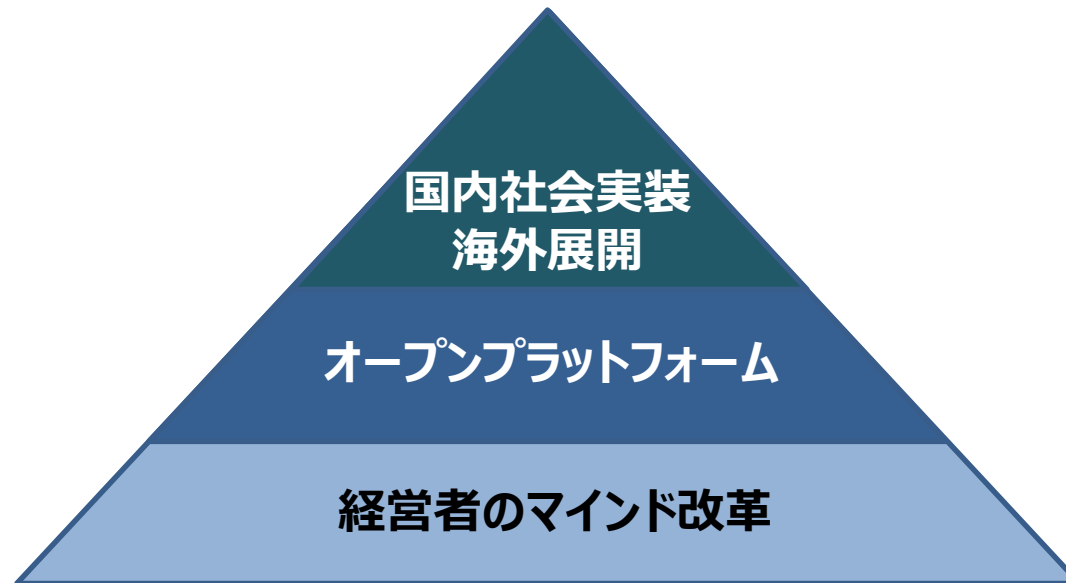 国内社会実装
海外展開
オープンプラットフォーム
経営者のマインド改革